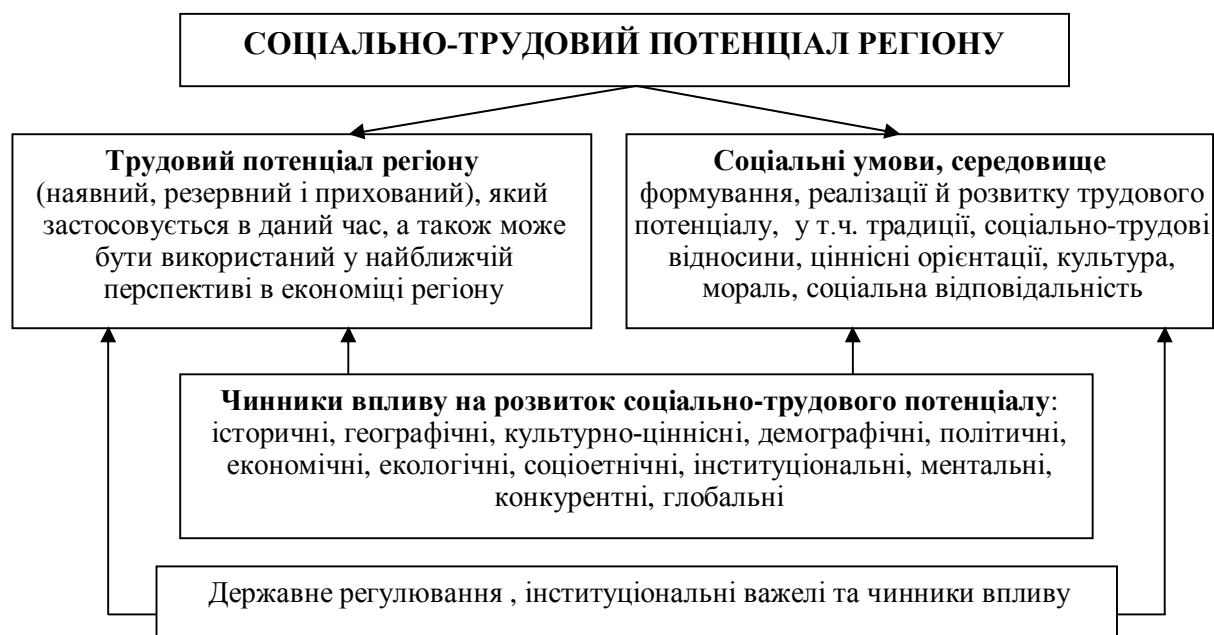 СОЦІАЛЬНО-ТРУДОВИЙ ПОТЕНЦІАЛ РЕГІОНУ
Трудовий потенціал регіону
(наявний, резервний і прихований), який
застосовується в даний час, а також може
бути використаний у найближчій
перспективі в економіці регіону
Соціальні умови, середовище
формування, реалізації й розвитку трудового
потенціалу, у т.ч. традиції, соціально-трудові
відносини, ціннісні орієнтації, культура,
мораль, соціальна відповідальність
Чинники впливу на розвиток соціально-трудового потенціалу:
історичні, географічні, культурно-ціннісні, демографічні, політичні,
економічні, екологічні, соціоетнічні, інституціональні, ментальні,
конкурентні, глобальні
Державне регулювання , інституціональні важелі та чинники впливу